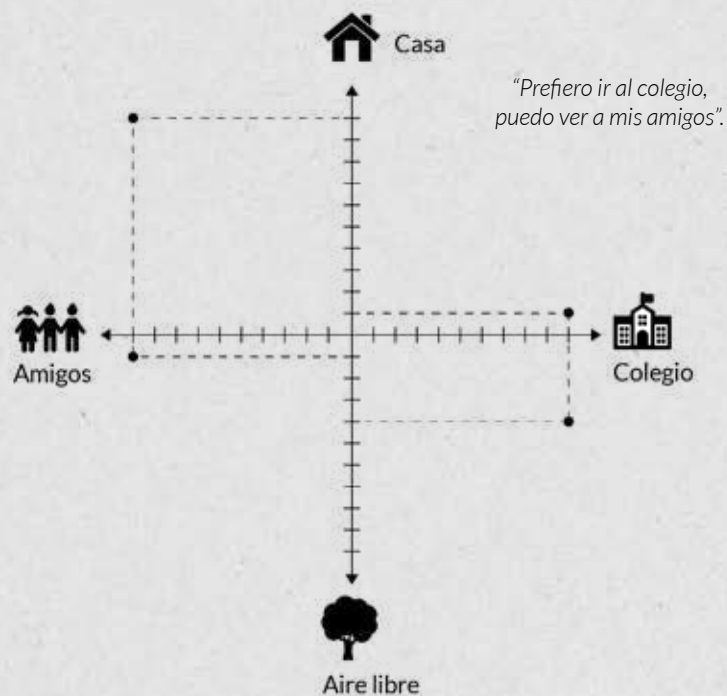 Casa
“Prefiero ir al colegio,
puedo ver a mis amigos”.
Amigos
Colegio
Aire libre